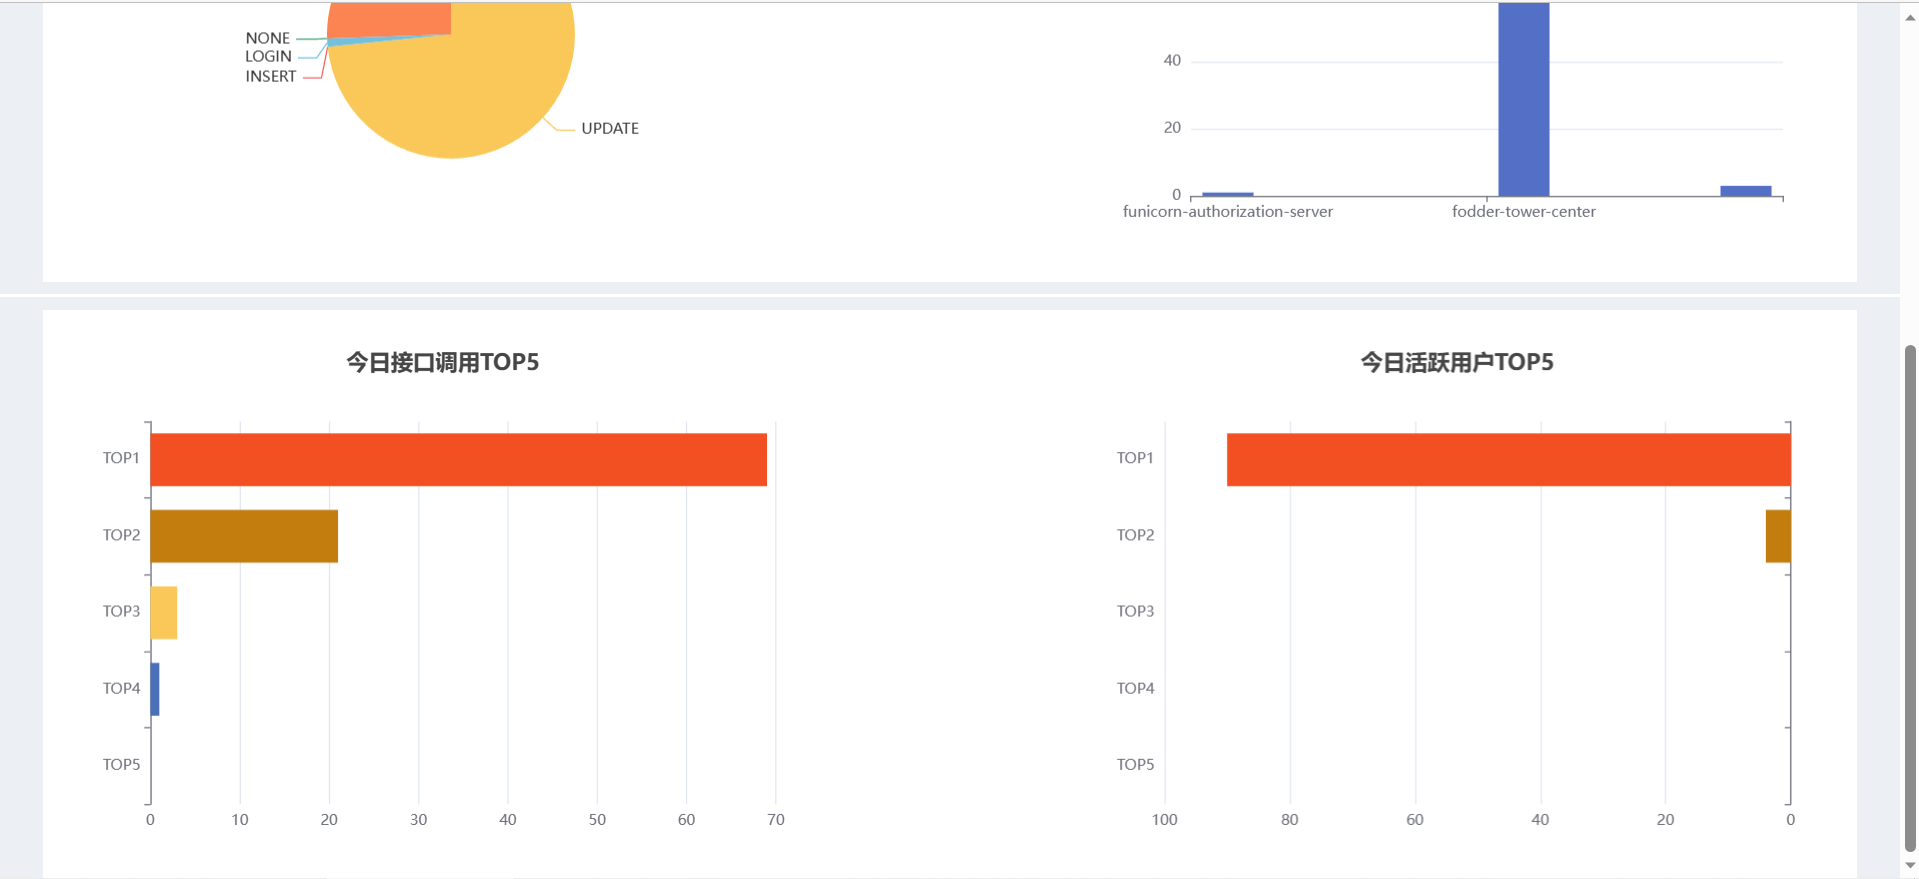 NONE
LOGIN
INSERT
UPDATE
40
20
0
funicorn-authorization-server
fodder-tower-center
今日接口调用TOP5
TOP1
TOP2
TOP3
TOP4
TOP5
0 10 20 30 40 50 60 70
今日活跃用户TOP5
TOP1
TOP2
TOP3
TOP4
TOP5
100 80 60 40 20 0